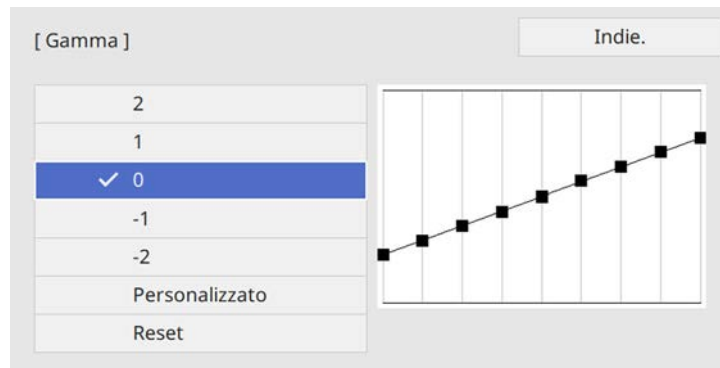 [ Gamma ]
Indie.
2
1
0
-1
-2
Personalizzato
Reset